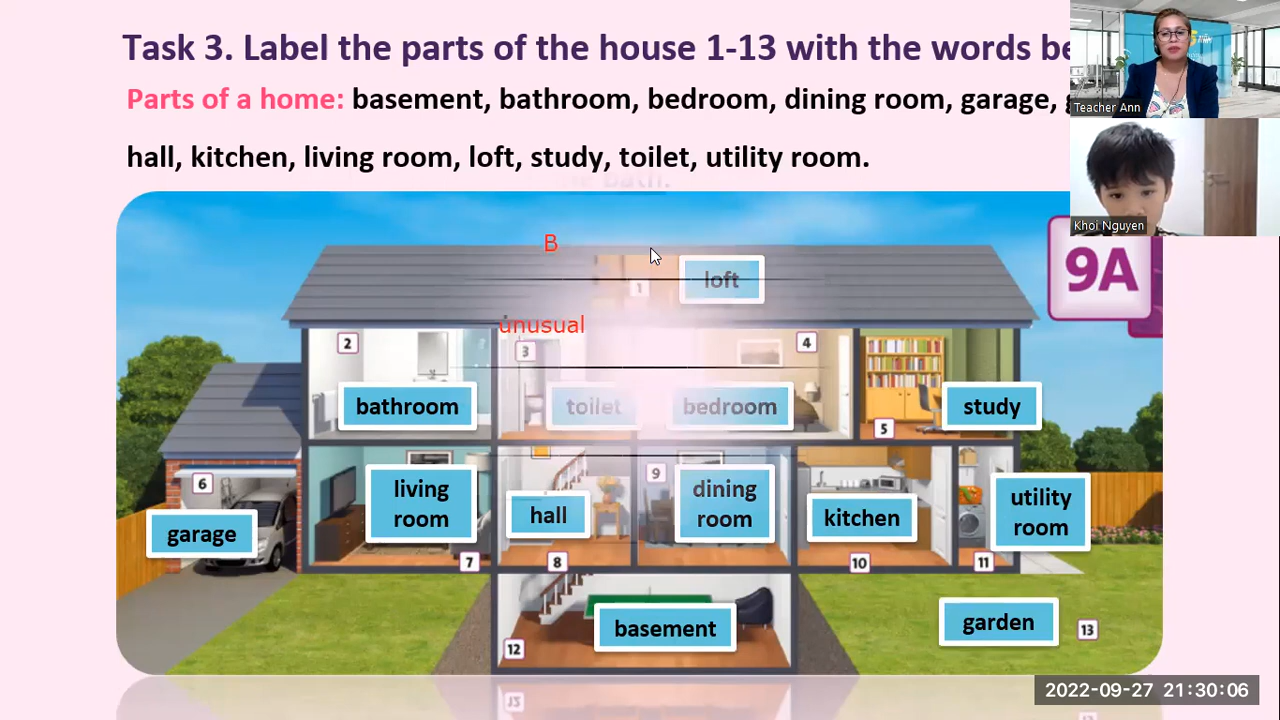 Task 3. Label the parts of the house 1-13 with the words
Parts of a home: basement, bathroom, bedroom, dining room, garage,
hall, kitchen, living room, loft, study, toilet, utility room.
Teacher Ann
Khoi Nguyen
9A
B
1
loft
unusual
2
3
4
bathroom
toilet
bedroom
study
5
6
9
living
room
hall
dining
room
kitchen
utility
room
garage
7
8
10
11
basement
garden
13
12
2022-09-27 21:30:06